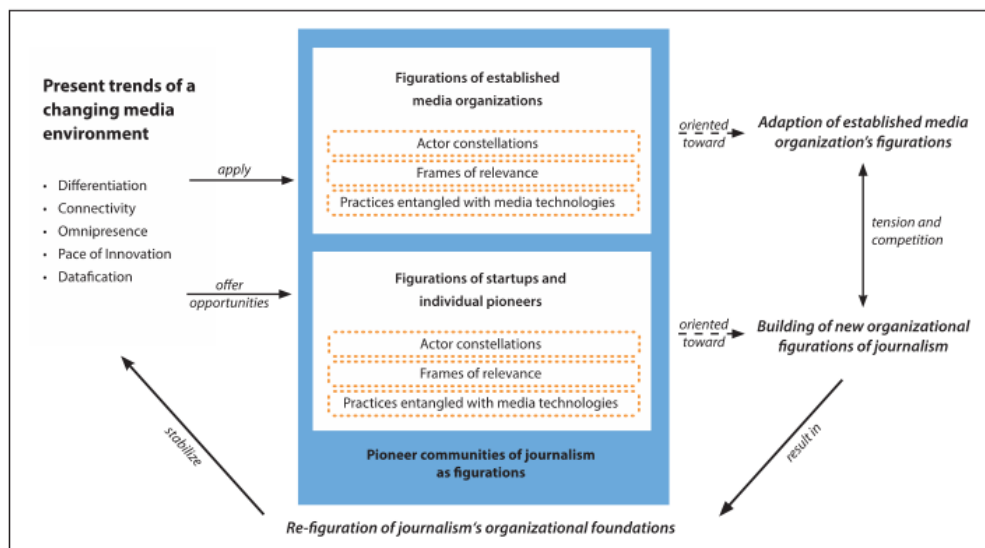 Present trends of a
changing media
environment
• Differentiation
• Connectivity
• Omnipresence
• Pace of Innovation
• Datafication
apply
offer
opportunities
Figurations of established
media organizations
Actor constellations
Frames of relevance
Practices entangled with media technologies
Figurations of startups and
individual pioneers
Actor constellations
Frames of relevance
Practices entangled with media technologies
Pioneer communities of journalism
as figurations
oriented
toward
Adaption of established media
organization's figurations
tension and
competition
oriented
toward
Building of new organizational
figurations of journalism
result in
Re-figuration of journalism's organizational foundations
stabilize